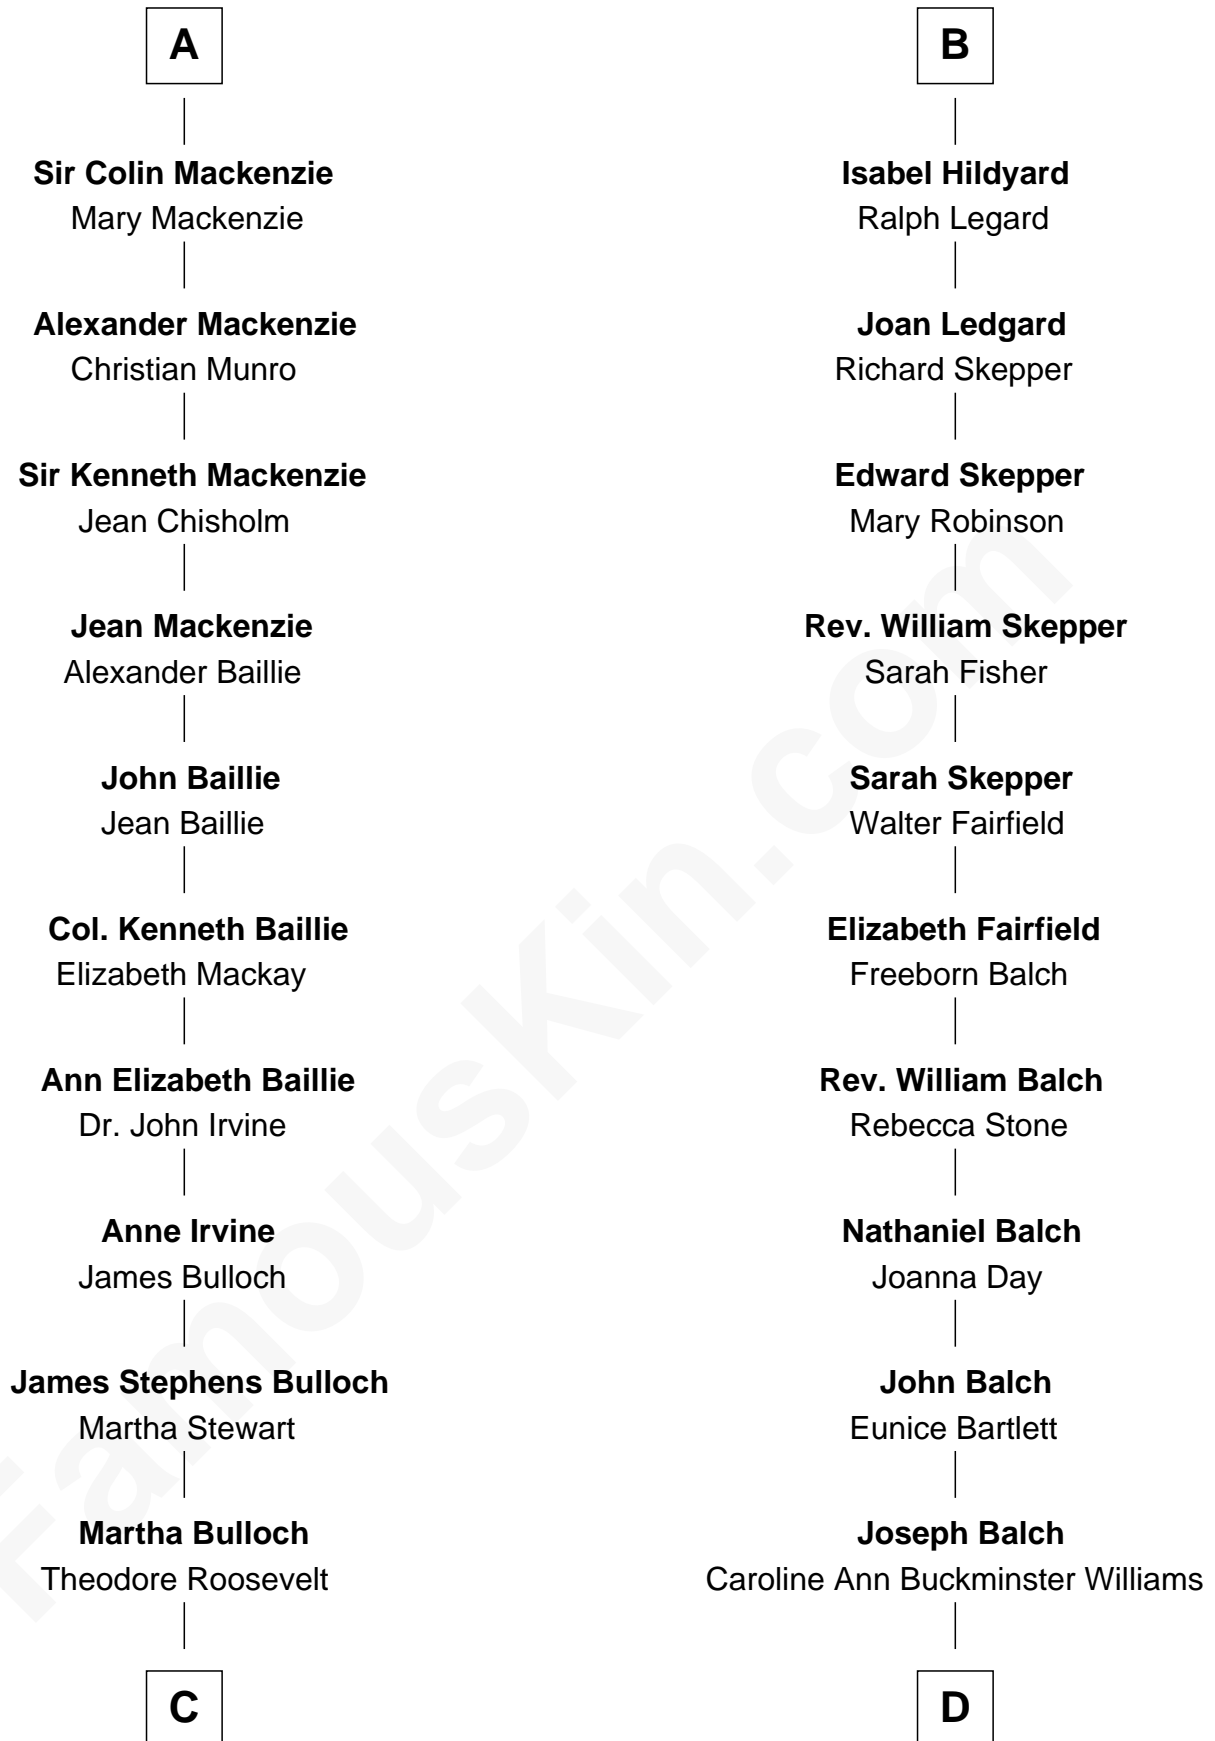 A
Sir Colin Mackenzie
Mary Mackenzie
Alexander Mackenzie
Christian Munro
Sir Kenneth Mackenzie
Jean Chisholm
Jean Mackenzie
Alexander Baillie
John Baillie
Jean Baillie
Col. Kenneth Baillie
Elizabeth Mackay
Ann Elizabeth Baillie
Dr. John Irvine
Anne Irvine
James Bulloch
James Stephens Bulloch
Martha Stewart
Martha Bulloch
Theodore Roosevelt
C
B
Isabel Hildyard
Ralph Legard
Joan Ledgard
Richard Skepper
Edward Skepper
Mary Robinson
Rev. William Skepper
Sarah Fisher
Sarah Skepper
Walter Fairfield
Elizabeth Fairfield
Freeborn Balch
Rev. William Balch
Rebecca Stone
Nathaniel Balch
Joanna Day
John Balch
Eunice Bartlett
Joseph Balch
Caroline Ann Buckminster Williams
D
FamousKin.com